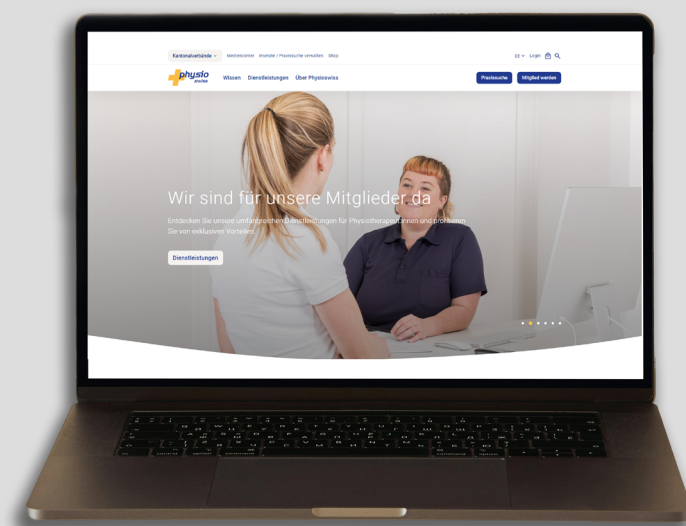 Kantonalverbände
Mediencorner Inserate / Praxissuche verwalten Shop
DE Login
physio
swiss
Wissen Dienstleistungen Über Physioswiss
Praxissuche Mitglied werden
Wir sind für unsere Mitglieder da
Entdecken Sie unsere umfangreichen Dienstleistungen für Physiotherapeut:innen und profitieren
Sie von exklusiven Vorteilen.
Dienstleistungen